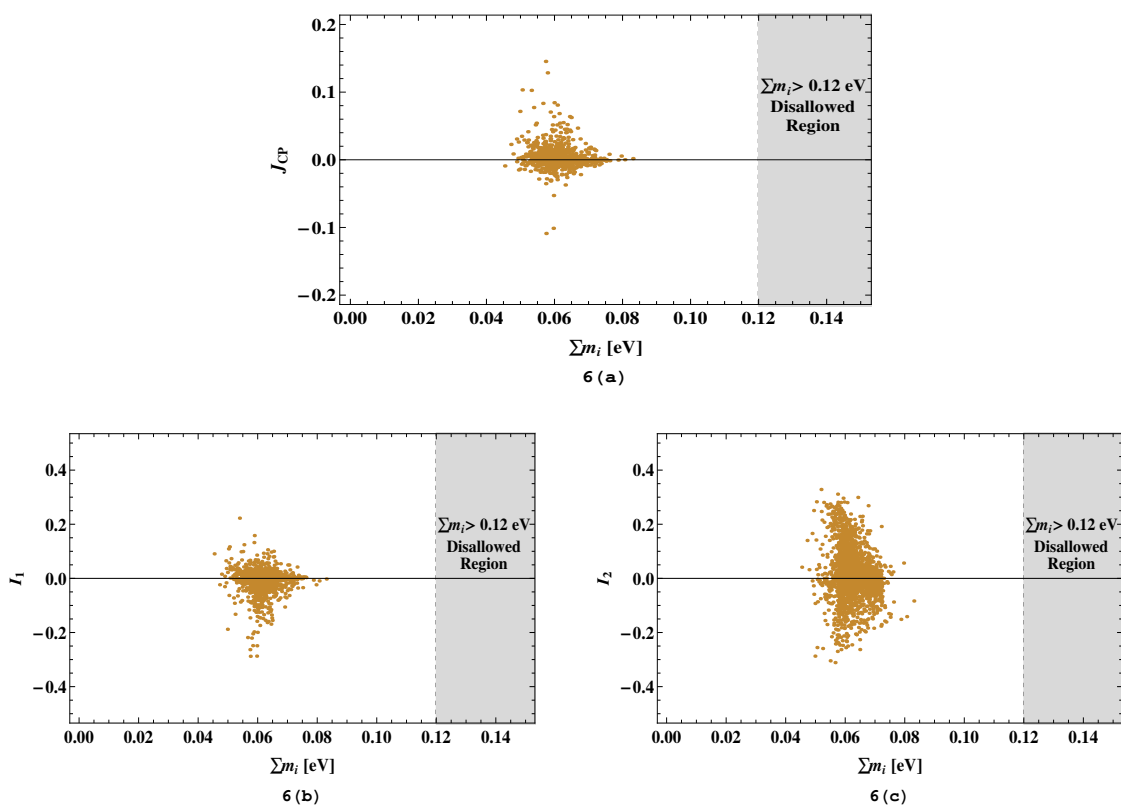 0.2
0.1
0.0
−0.1
−0.2
J_CP
∑m_i > 0.12 eV
Disallowed
Region
0.00 0.02 0.04 0.06 0.08 0.10 0.12 0.14
∑m_i [eV]
6(a)
0.4
0.2
0.0
−0.2
−0.4
I_1
∑m_i > 0.12 eV
Disallowed
Region
0.00 0.02 0.04 0.06 0.08 0.10 0.12 0.14
∑m_i [eV]
6(b)
0.4
0.2
0.0
−0.2
−0.4
I_2
∑m_i > 0.12 eV
Disallowed
Region
0.00 0.02 0.04 0.06 0.08 0.10 0.12 0.14
∑m_i [eV]
6(c)